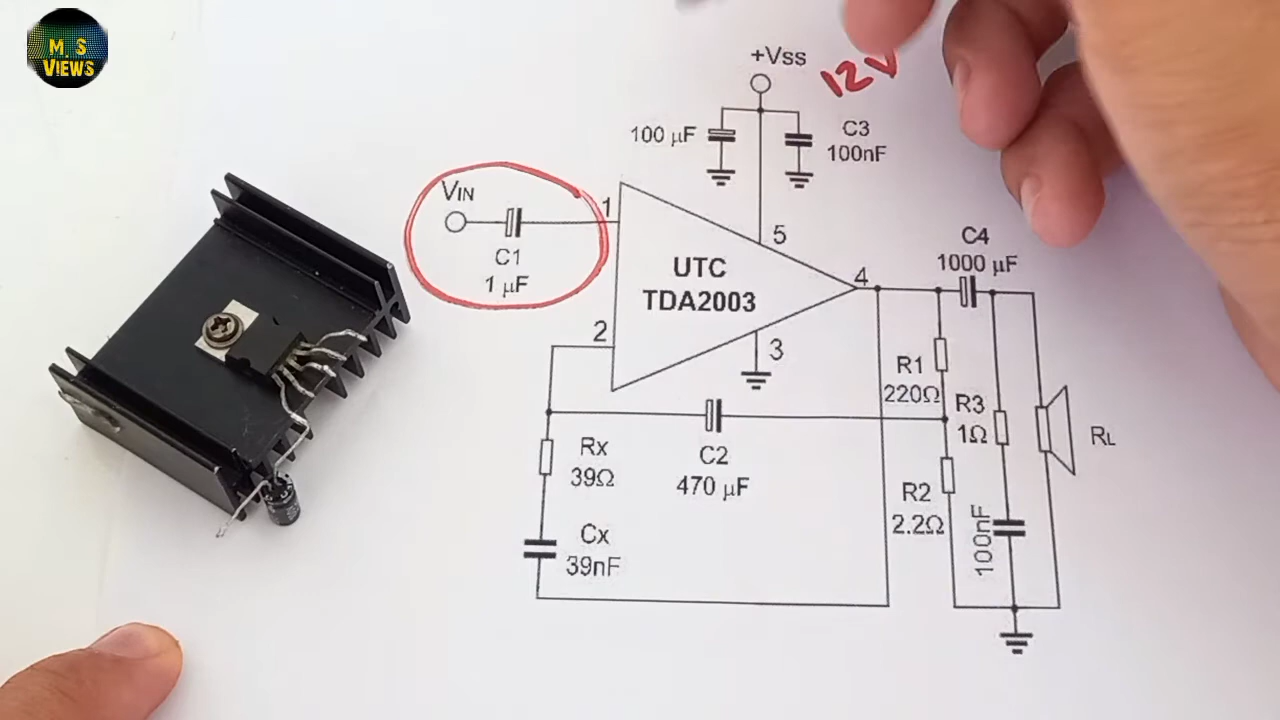 M. S
VIEWS
+Vss
12V
100 µF
C3
100nF
VIN
1
C1
1 µF
5
UTC
TDA2003
4
C4
1000 µF
2
3
R1
220Ω
R3
1Ω
RL
C2
470 µF
Rx
39Ω
R2
2.2Ω
Cx
39nF
100nF